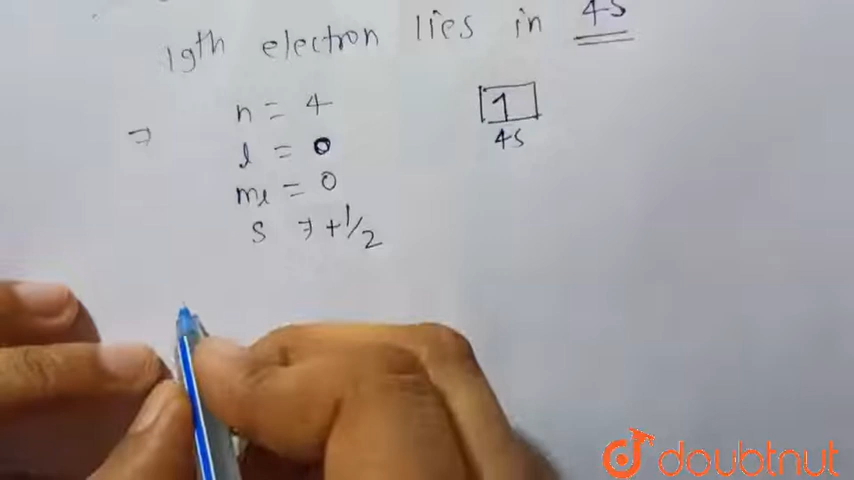 19th electron lies in 4s
n = 4
⇒
1
l = 0
4s
ml = 0
s ⇒ +1/2
doubtnut